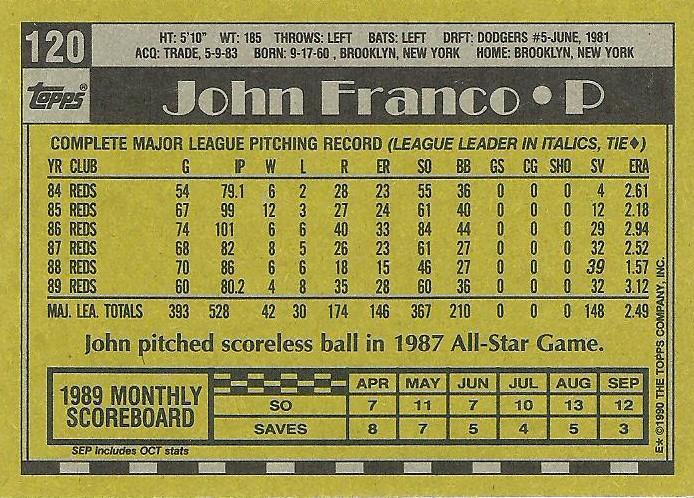 120
HT: 5'10" WT: 185 THROWS: LEFT BATS: LEFT DRFT: DODGERS #5-JUNE, 1981
ACQ: TRADE, 5-9-83 BORN: 9-17-60, BROOKLYN, NEW YORK HOME: BROOKLYN, NEW YORK
TOPPS®
John Franco • P
COMPLETE MAJOR LEAGUE PITCHING RECORD (LEAGUE LEADER IN ITALICS, TIE♦)
YR CLUB G IP W L R ER SO BB GS CG SHO SV ERA
84 REDS 54 79.1 6 2 28 23 55 36 0 0 0 4 2.61
85 REDS 67 99 12 3 27 24 61 40 0 0 0 12 2.18
86 REDS 74 101 6 6 40 33 84 44 0 0 0 29 2.94
87 REDS 68 82 8 5 26 23 61 27 0 0 0 32 2.52
88 REDS 70 86 6 6 18 15 46 27 0 0 0 39 1.57
89 REDS 60 80.2 4 8 35 28 60 36 0 0 0 32 3.12
MAJ. LEA. TOTALS 393 528 42 30 174 146 367 210 0 0 0 148 2.49
John pitched scoreless ball in 1987 All-Star Game.
1989 MONTHLY SCOREBOARD
APR MAY JUN JUL AUG SEP
SO 7 11 7 10 13 12
SAVES 8 7 5 4 5 3
SEP Includes OCT stats
E* ©1990 THE TOPPS COMPANY, INC.